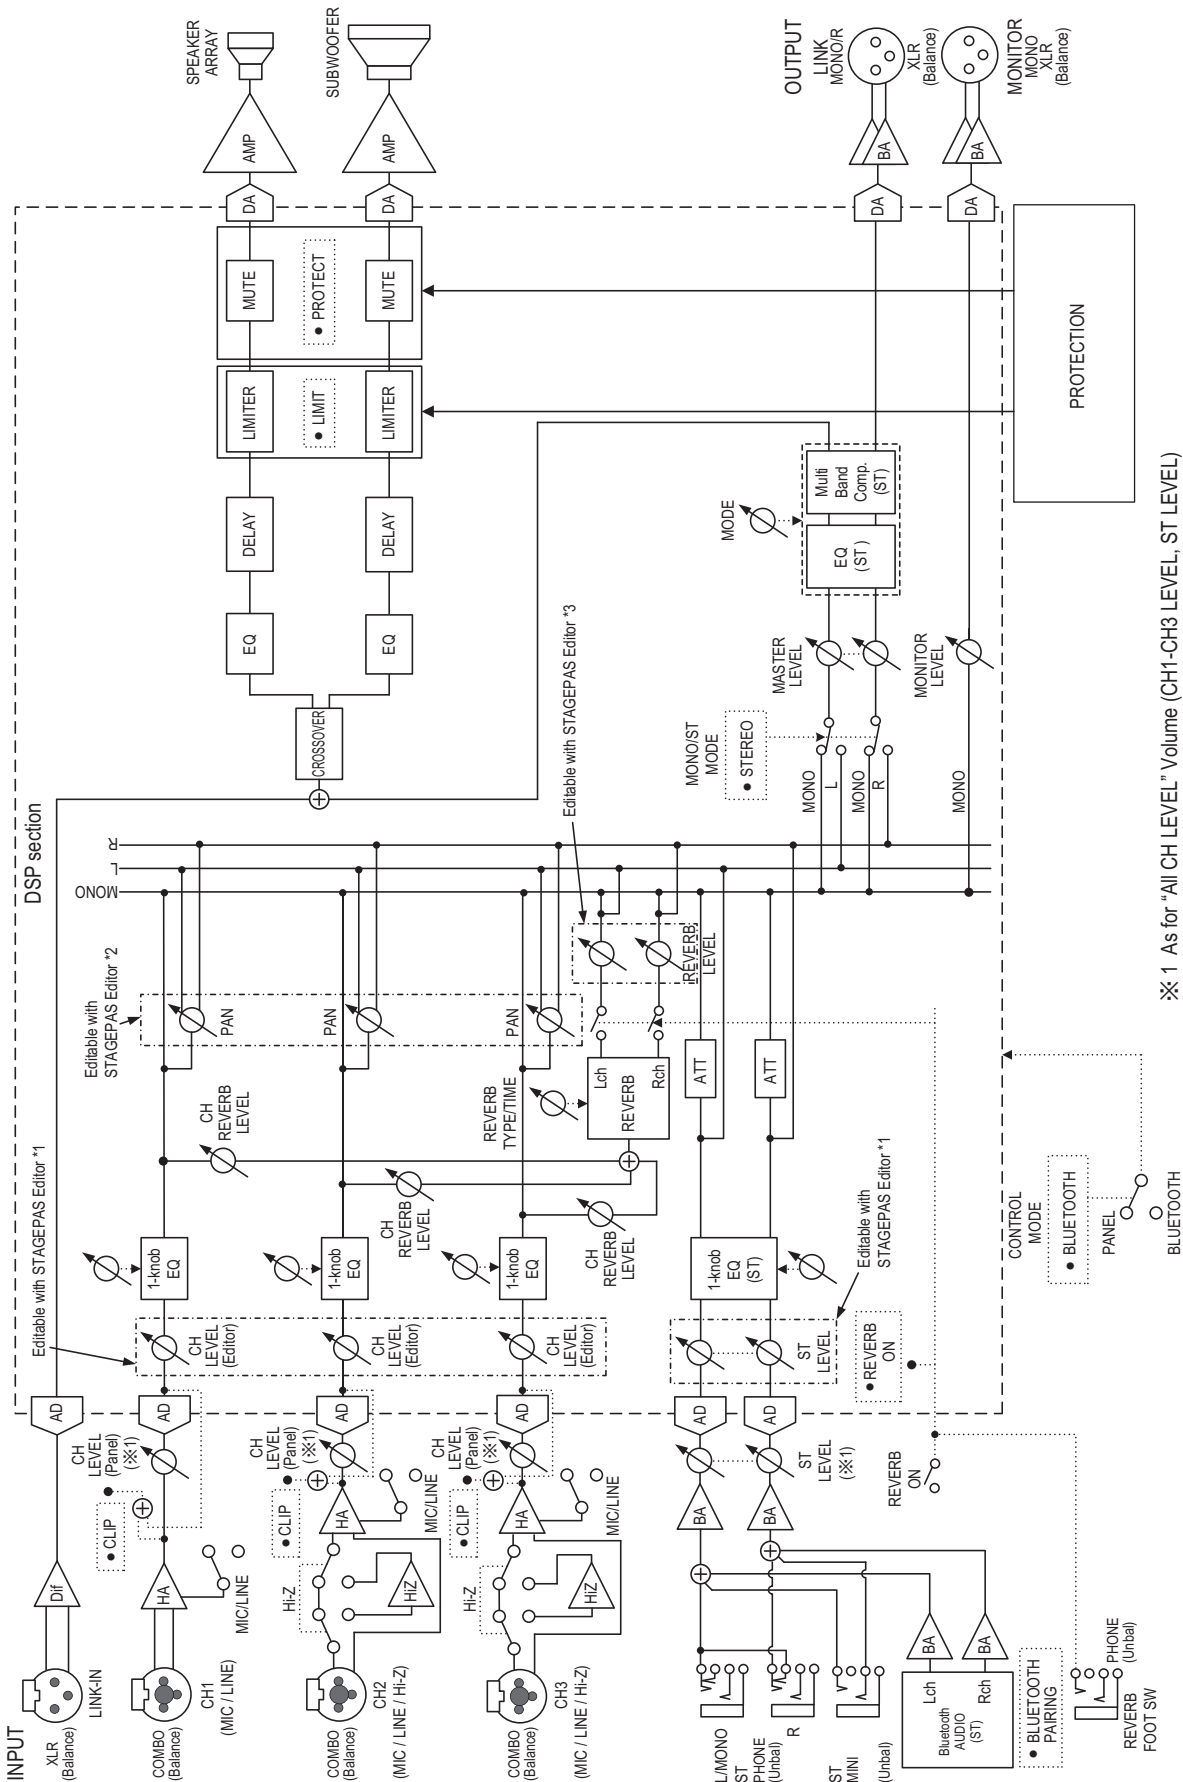 INPUT
XLR
(Balance)
LINK-IN
COMBO
(Balance)
CH1
(MIC / LINE)
COMBO
(Balance)
CH2
(MIC / LINE / Hi-Z)
COMBO
(Balance)
CH3
(MIC / LINE / Hi-Z)
L/MONO
ST
PHONE
(Unbal)
R
ST
MINI
(Unbal)
Bluetooth
AUDIO
(ST)
Lch
Rch
● BLUETOOTH
PAIRING
REVERB
FOOT SW
PHONE
(Unbal)
Dif
HA
MIC/LINE
● CLIP
CH
LEVEL
(Panel)
(※1)
Hi-Z
HiZ
HA
MIC/LINE
● CLIP
CH
LEVEL
(Panel)
(※1)
Hi-Z
HiZ
HA
MIC/LINE
● CLIP
CH
LEVEL
(Panel)
(※1)
BA
BA
BA
BA
ST
LEVEL
(※1)
REVERB
ON
AD
AD
AD
AD
AD
AD
DSP section
Editable with STAGEPAS Editor *1
CH
LEVEL
(Editor)
CH
LEVEL
(Editor)
CH
LEVEL
(Editor)
ST
LEVEL
● REVERB
ON
Editable with
STAGEPAS Editor *1
1-knob
EQ
1-knob
EQ
1-knob
EQ
1-knob
EQ
(ST)
CH
REVERB
LEVEL
CH
REVERB
LEVEL
CH
REVERB
LEVEL
REVERB
TYPE/TIME
REVERB
Lch
Rch
ATT
ATT
Editable with
STAGEPAS Editor *2
PAN
PAN
PAN
REVERB
LEVEL
Editable with STAGEPAS Editor *3
MONO
L
R
CONTROL
MODE
● BLUETOOTH
PANEL
BLUETOOTH
MONO/ST
MODE
● STEREO
MONO
L
MONO
R
MONO
MASTER
LEVEL
MONITOR
LEVEL
MODE
EQ
(ST )
Multi
Band
Comp.
(ST)
CROSSOVER
EQ
EQ
DELAY
DELAY
LIMITER
● LIMIT
LIMITER
MUTE
● PROTECT
MUTE
PROTECTION
DA
DA
DA
DA
AMP
AMP
BA
BA
SPEAKER
ARRAY
SUBWOOFER
OUTPUT
LINK
MONO/R
XLR
(Balance)
MONITOR
MONO
XLR
(Balance)
※1 As for "All CH LEVEL" Volume (CH1-CH3 LEVEL, ST LEVEL)